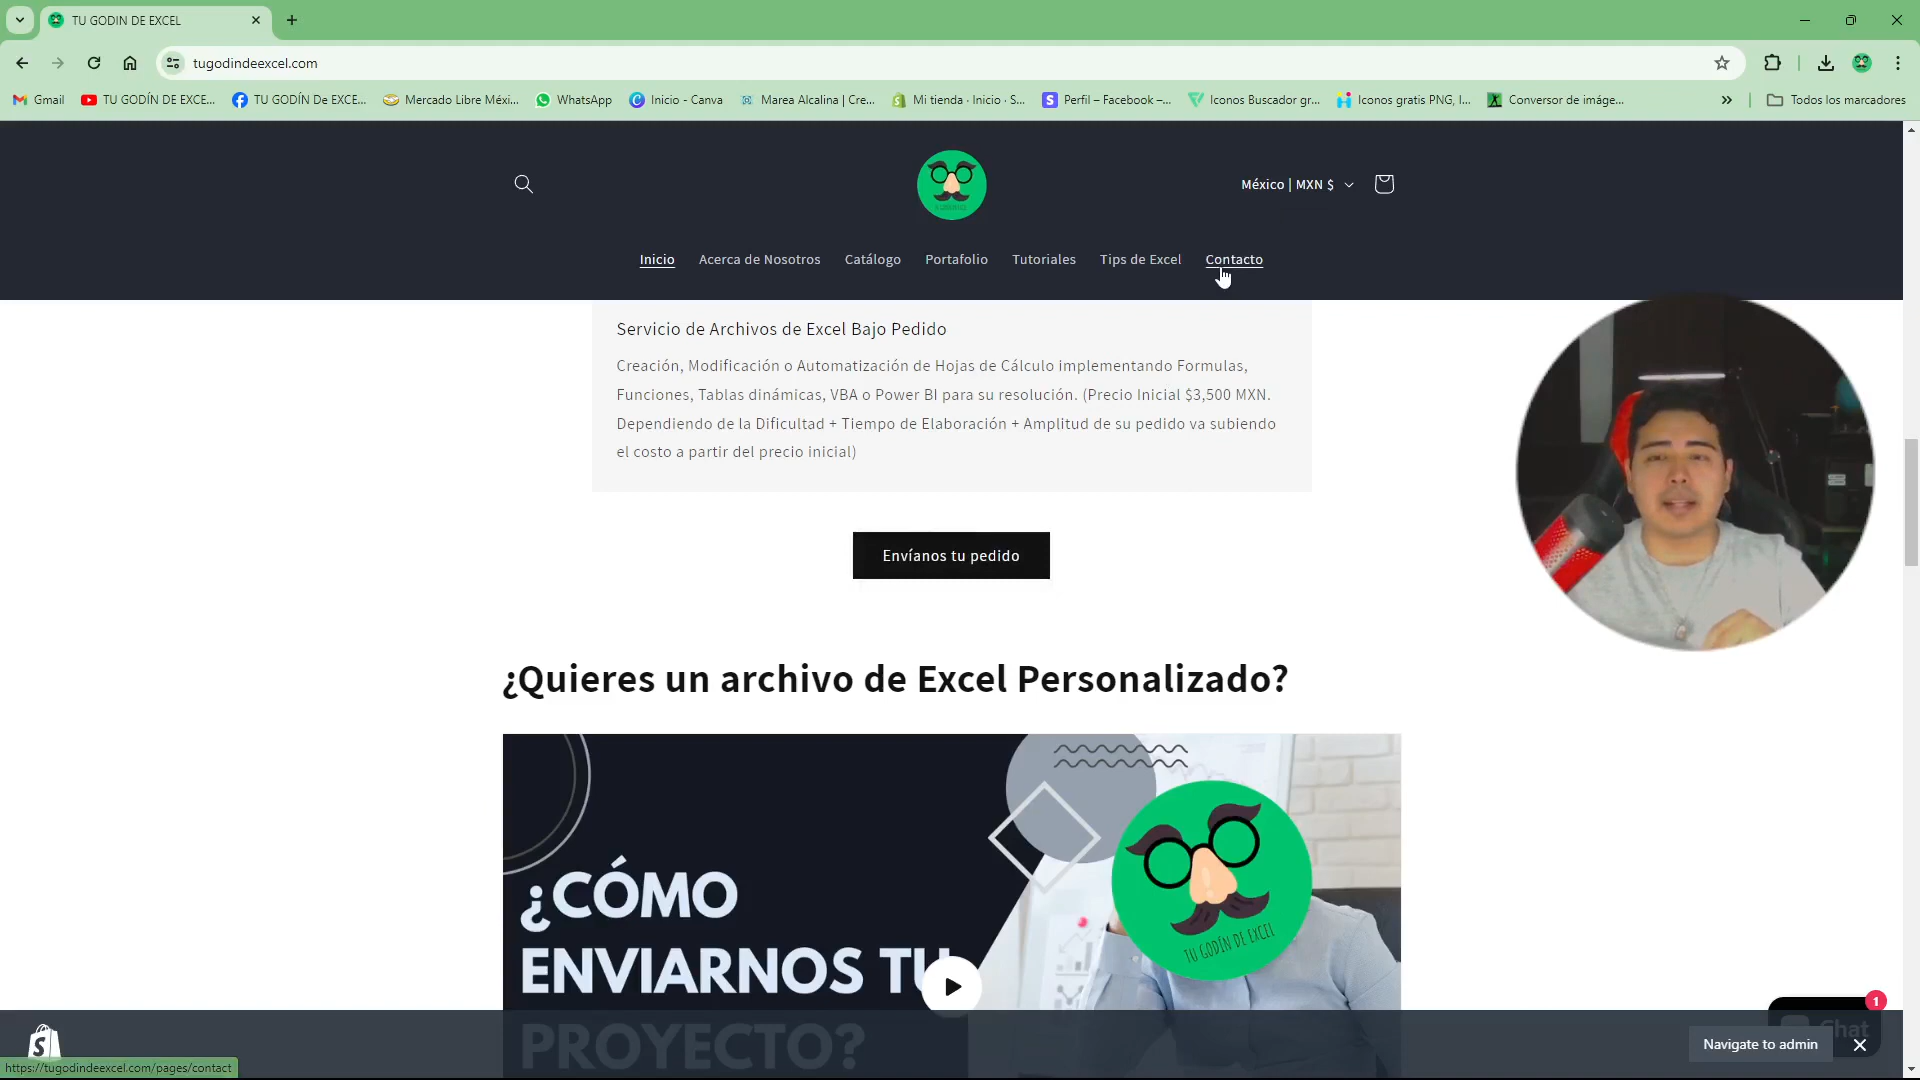 TU GODIN DE EXCEL
tugodindeexcel.com
Gmail
TU GODÍN DE EXCE...
TU GODÍN De EXCE...
Mercado Libre Méxi...
WhatsApp
Inicio - Canva
Marea Alcalina | Cre...
Mi tienda · Inicio · S...
Perfil – Facebook –...
Iconos Buscador gr...
Iconos gratis PNG, I...
Conversor de imáge...
Todos los marcadores
México | MXN $
Inicio
Acerca de Nosotros
Catálogo
Portafolio
Tutoriales
Tips de Excel
Contacto
Servicio de Archivos de Excel Bajo Pedido
Creación, Modificación o Automatización de Hojas de Cálculo implementando Formulas,
Funciones, Tablas dinámicas, VBA o Power BI para su resolución. (Precio Inicial $3,500 MXN.
Dependiendo de la Dificultad + Tiempo de Elaboración + Amplitud de su pedido va subiendo
el costo a partir del precio inicial)
Envíanos tu pedido
¿Quieres un archivo de Excel Personalizado?
¿CÓMO
ENVIARNOS TU
PROYECTO?
TU GODÍN DE EXCEL
1
Chat
Navigate to admin
https://tugodindeexcel.com/pages/contact